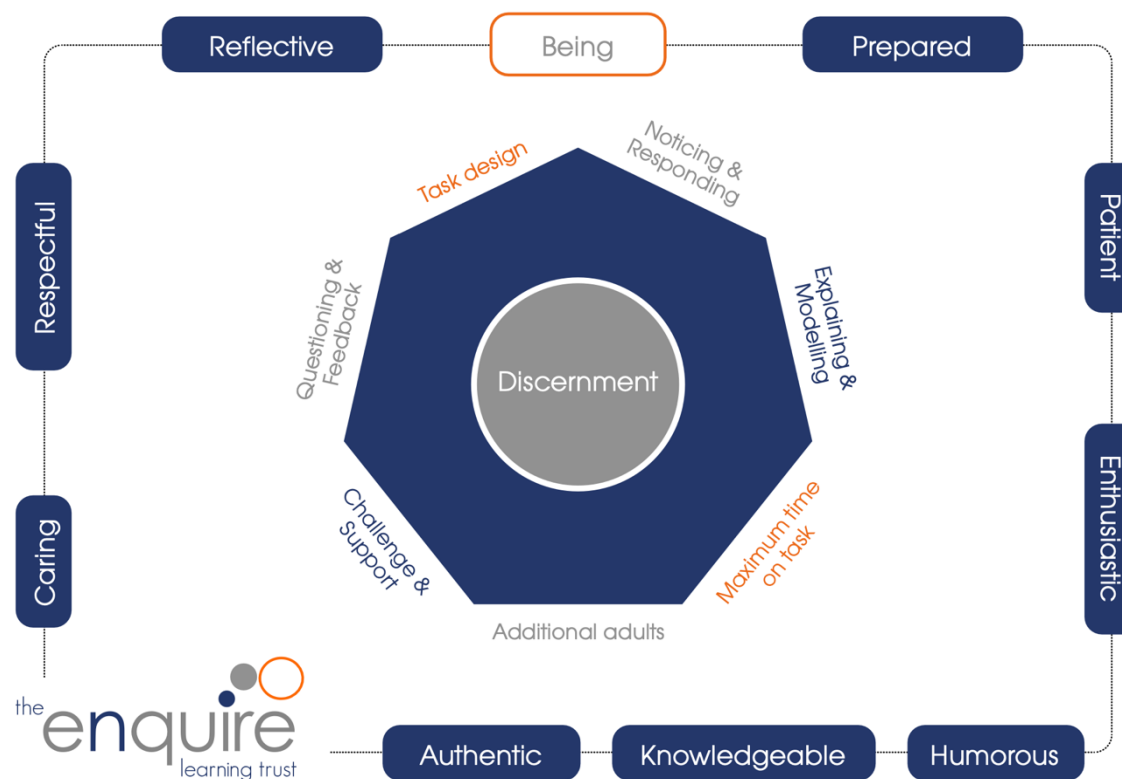 Reflective
Being
Prepared
Respectful
Caring
Task design
Noticing &
Responding
Questioning &
Feedback
Explaining &
Modelling
Discernment
Challenge &
Support
Maximum time
on task
Additional adults
Patient
Enthusiastic
the
enquire
learning trust
Authentic
Knowledgeable
Humorous